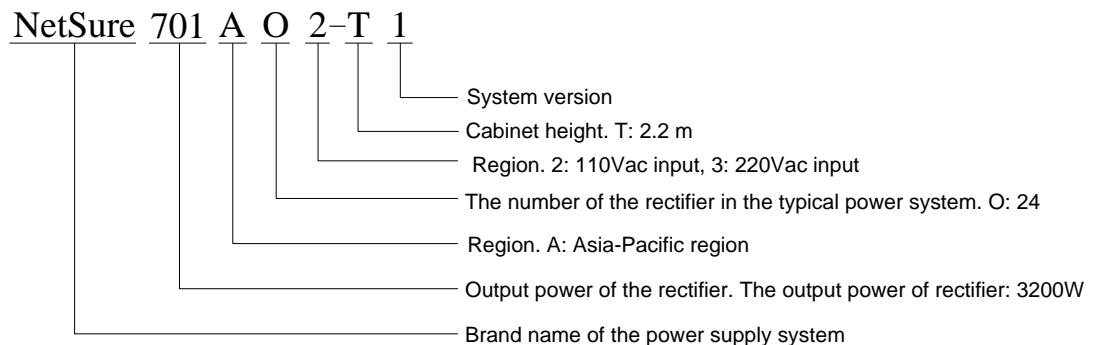 NetSure 701 A O 2-T 1
System version
Cabinet height. T: 2.2 m
Region. 2: 110Vac input, 3: 220Vac input
The number of the rectifier in the typical power system. O: 24
Region. A: Asia-Pacific region
Output power of the rectifier. The output power of rectifier: 3200W
Brand name of the power supply system